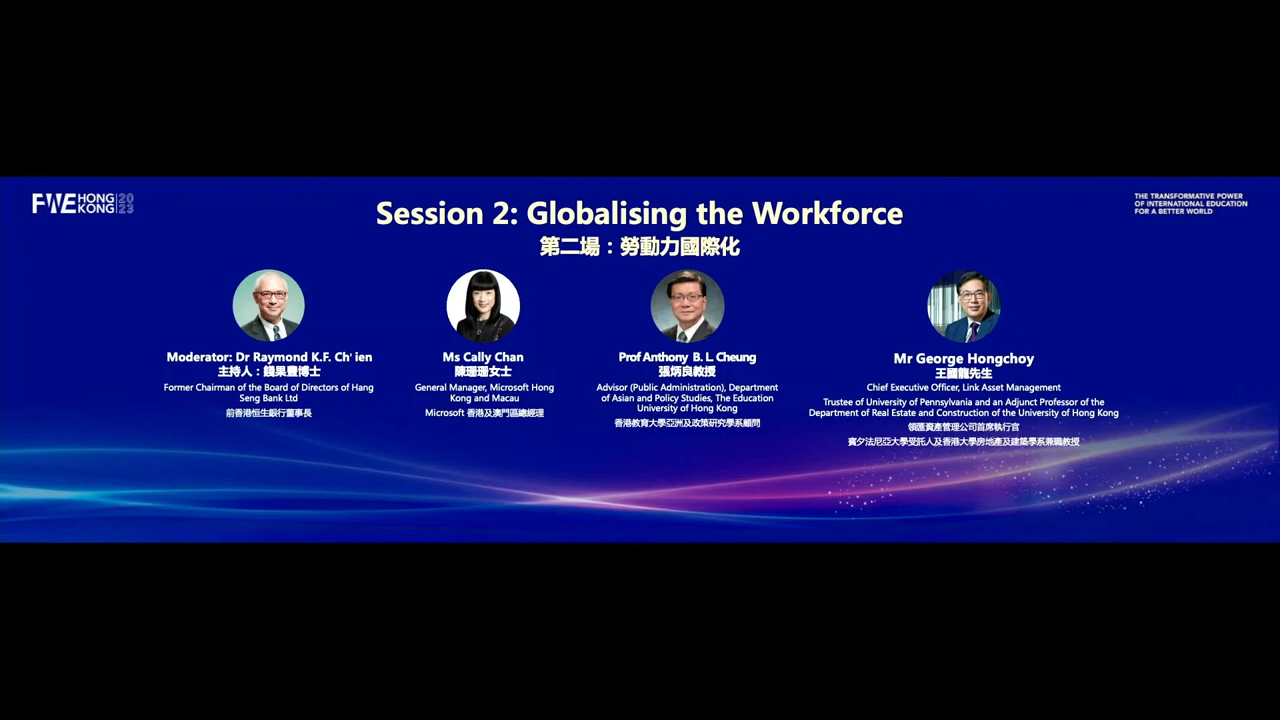 FWE HONG KONG 2023
THE TRANSFORMATIVE POWER
OF INTERNATIONAL EDUCATION
FOR A BETTER WORLD
Session 2: Globalising the Workforce
第二場：勞動力國際化
Moderator: Dr Raymond K.F. Ch' ien
主持人：錢果豐博士
Former Chairman of the Board of Directors of Hang
Seng Bank Ltd
前香港恒生銀行董事長
Ms Cally Chan
陳珊珊女士
General Manager, Microsoft Hong
Kong and Macau
Microsoft 香港及澳門區總經理
Prof Anthony B. L. Cheung
張炳良教授
Advisor (Public Administration), Department
of Asian and Policy Studies, The Education
University of Hong Kong
香港教育大學亞洲及政策研究學系顧問
Mr George Hongchoy
王國龍先生
Chief Executive Officer, Link Asset Management
Trustee of University of Pennsylvania and an Adjunct Professor of the
Department of Real Estate and Construction of the University of Hong Kong
領匯資產管理公司首席執行官
賓夕法尼亞大學受託人及香港大學房地產及建築學系兼職教授